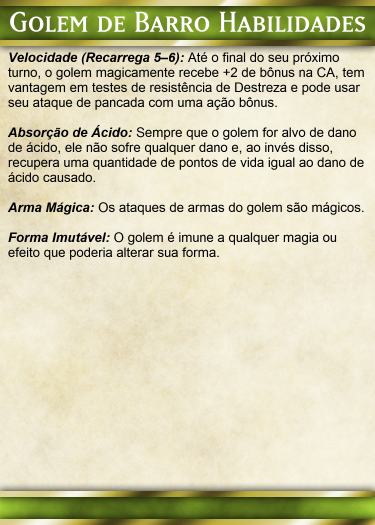 Golem de Barro Habilidades
Velocidade (Recarrega 5–6): Até o final do seu próximo
turno, o golem magicamente recebe +2 de bônus na CA, tem
vantagem em testes de resistência de Destreza e pode usar
seu ataque de pancada com uma ação bônus.
Absorção de Ácido: Sempre que o golem for alvo de dano
de ácido, ele não sofre qualquer dano e, ao invés disso,
recupera uma quantidade de pontos de vida igual ao dano de
ácido causado.
Arma Mágica: Os ataques de armas do golem são mágicos.
Forma Imutável: O golem é imune a qualquer magia ou
efeito que poderia alterar sua forma.